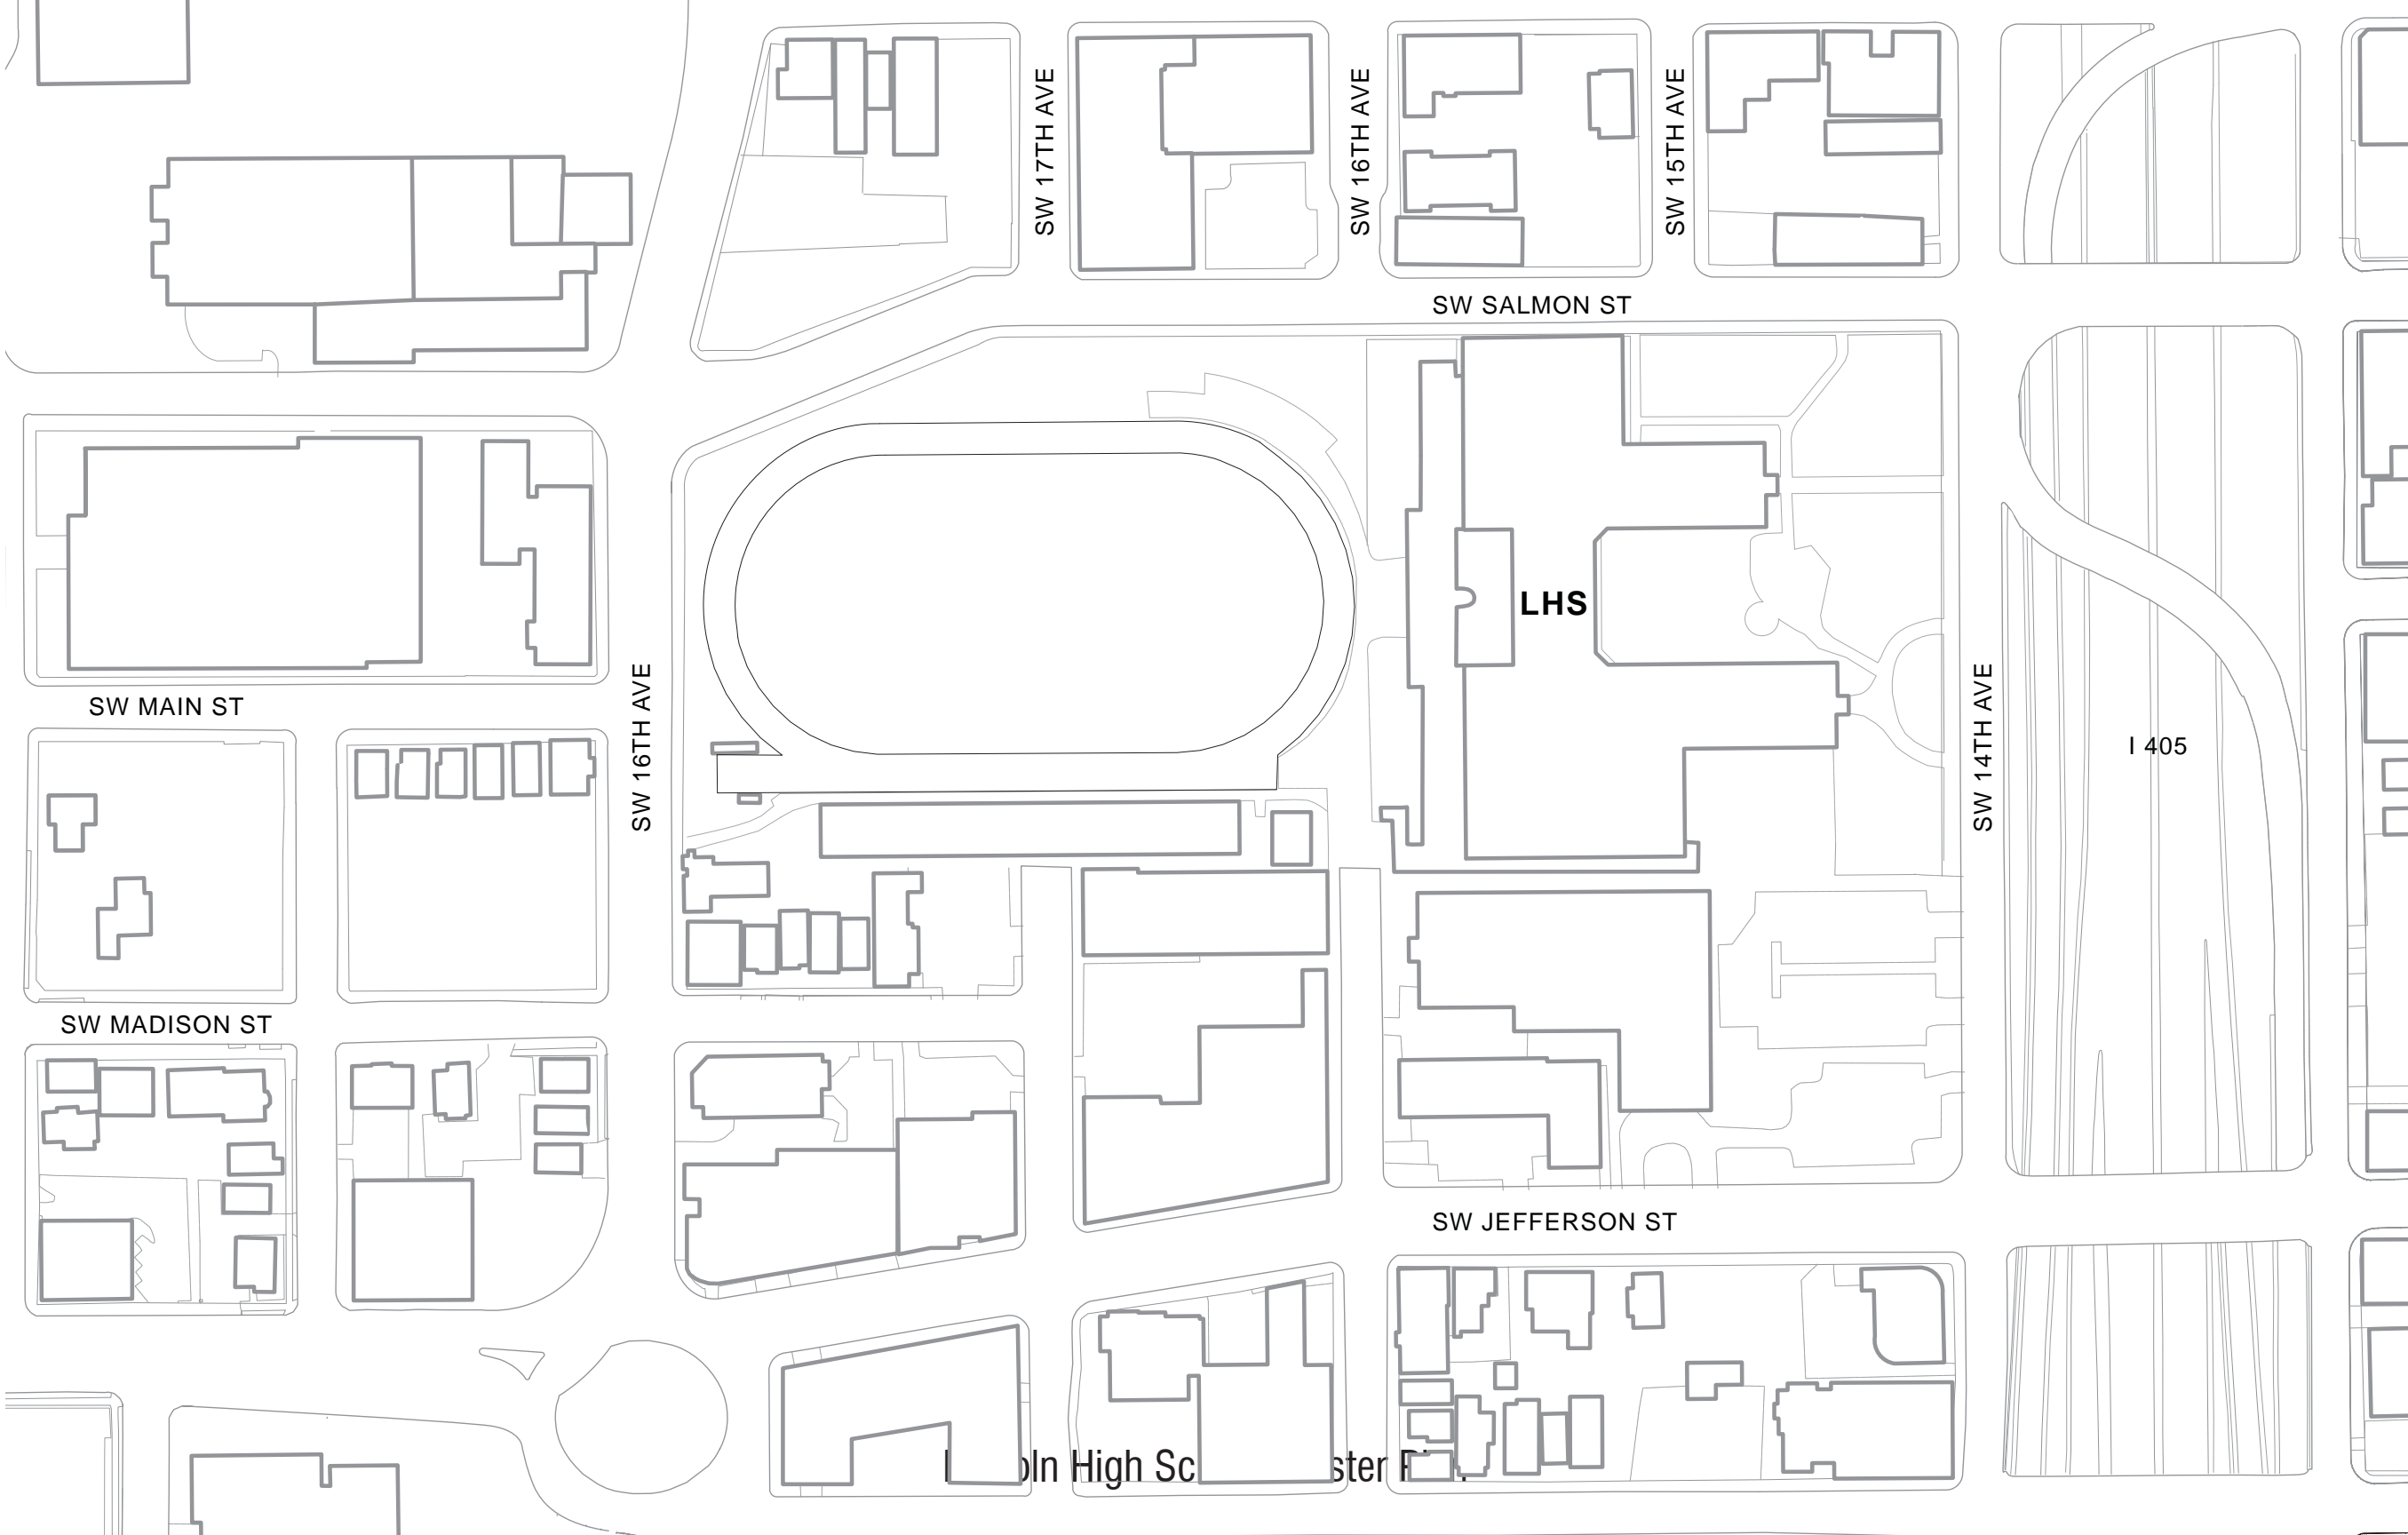 SW 17TH AVE
SW 16TH AVE
SW 15TH AVE
SW SALMON ST
LHS
SW MAIN ST
SW 16TH AVE
SW 14TH AVE
I 405
SW MADISON ST
SW JEFFERSON ST
High